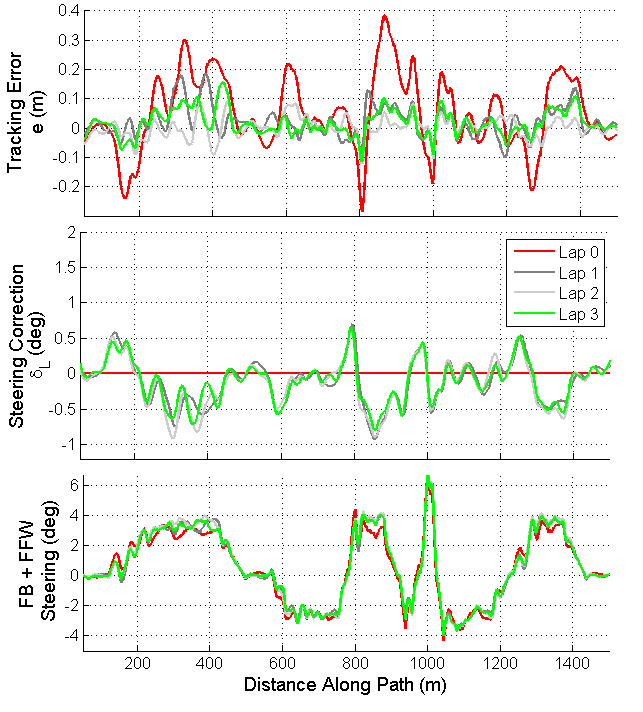 Tracking Error
e (m)
0.4
0.3
0.2
0.1
0
-0.1
-0.2
Steering Correction
δL (deg)
2
1.5
1
0.5
0
-0.5
-1
Lap 0
Lap 1
Lap 2
Lap 3
FB + FFW
Steering (deg)
6
4
2
0
-2
-4
200 400 600 800 1000 1200 1400
Distance Along Path (m)